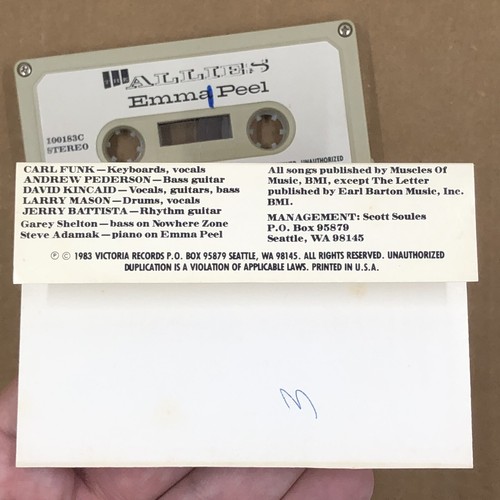 THE ALLIES
Emma Peel
100183C
STEREO
UNAUTHORIZED
CARL FUNK—Keyboards, vocals
ANDREW PEDERSON—Bass guitar
DAVID KINCAID—Vocals, guitars, bass
LARRY MASON—Drums, vocals
JERRY BATTISTA—Rhythm guitar
Garey Shelton—bass on Nowhere Zone
Steve Adamak—piano on Emma Peel
All songs published by Muscles Of
Music, BMI, except The Letter
published by Earl Barton Music, Inc.
BMI.
MANAGEMENT: Scott Soules
P.O. Box 95879
Seattle, WA 98145
℗ © 1983 VICTORIA RECORDS P.O. BOX 95879 SEATTLE, WA 98145. ALL RIGHTS RESERVED. UNAUTHORIZED
DUPLICATION IS A VIOLATION OF APPLICABLE LAWS. PRINTED IN U.S.A.